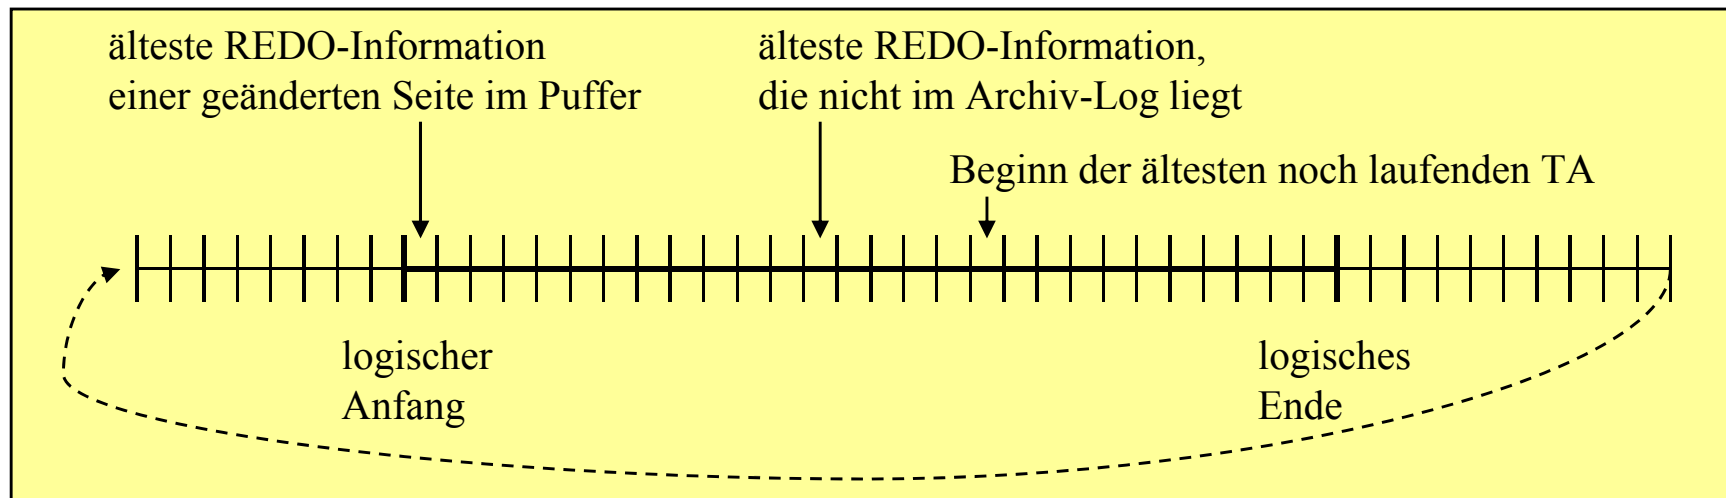 älteste REDO-Information
einer geänderten Seite im Puffer
älteste REDO-Information,
die nicht im Archiv-Log liegt
Beginn der ältesten noch laufenden TA
logischer
Anfang
logisches
Ende